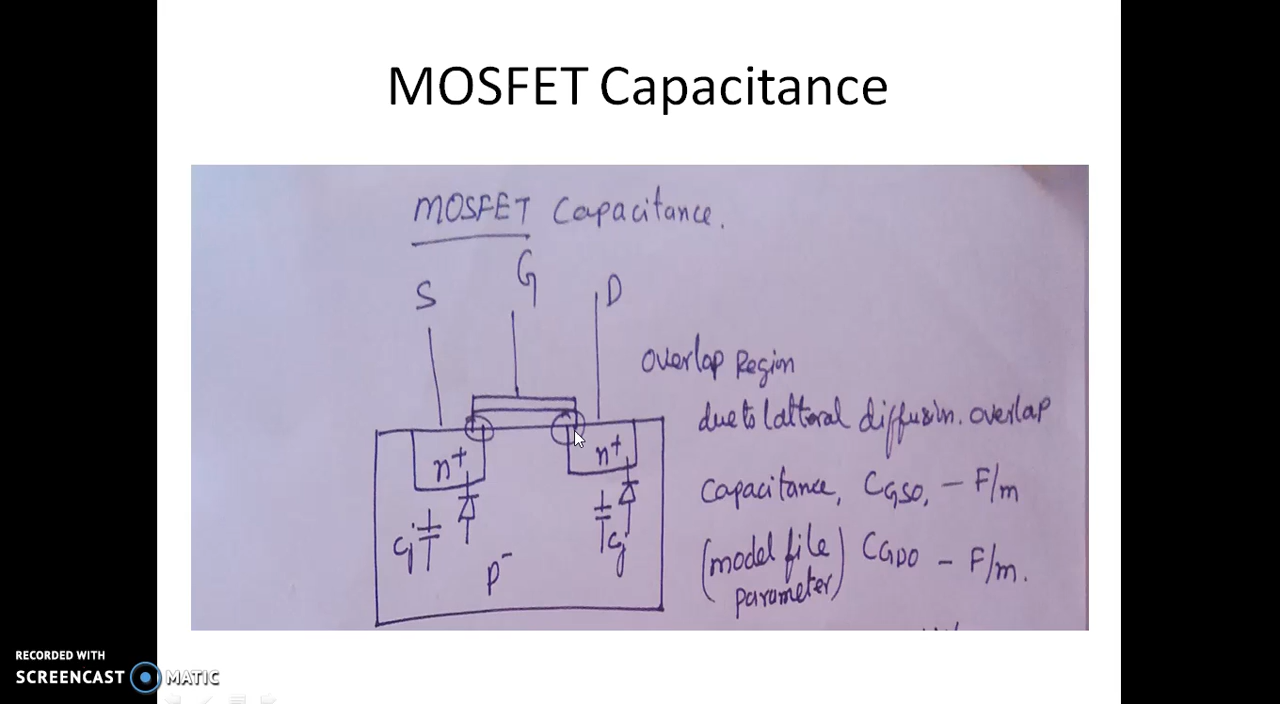 MOSFET Capacitance
MOSFET Capacitance.
G
S
D
Overlap Region
due to lattoral diffusion. overlap
n+
n+
Capacitance, CGSO, – F/m
Cj
Cj
(model file CGDO – F/m.
parameter)
p-
RECORDED WITH
SCREENCAST MATIC